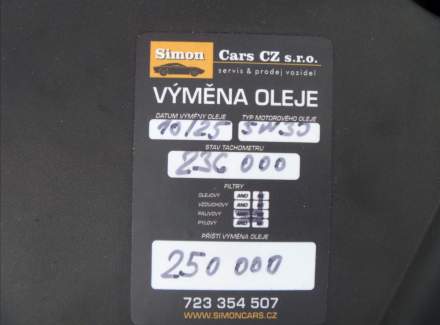 Simon Cars CZ s.r.o.
servis & prodej vozidel
VÝMĚNA OLEJE
DATUM VÝMĚNY OLEJE TYP MOTOROVÉHO OLEJE
10/25 5W30
STAV TACHOMETRU
236 000
FILTRY
OLEJOVÝ ANO
VZDUCHOVÝ ANO
PALIVOVÝ
PYLOVÝ ANO
PŘÍŠTÍ VÝMĚNA OLEJE
250 000
723 354 507
WWW.SIMONCARS.CZ